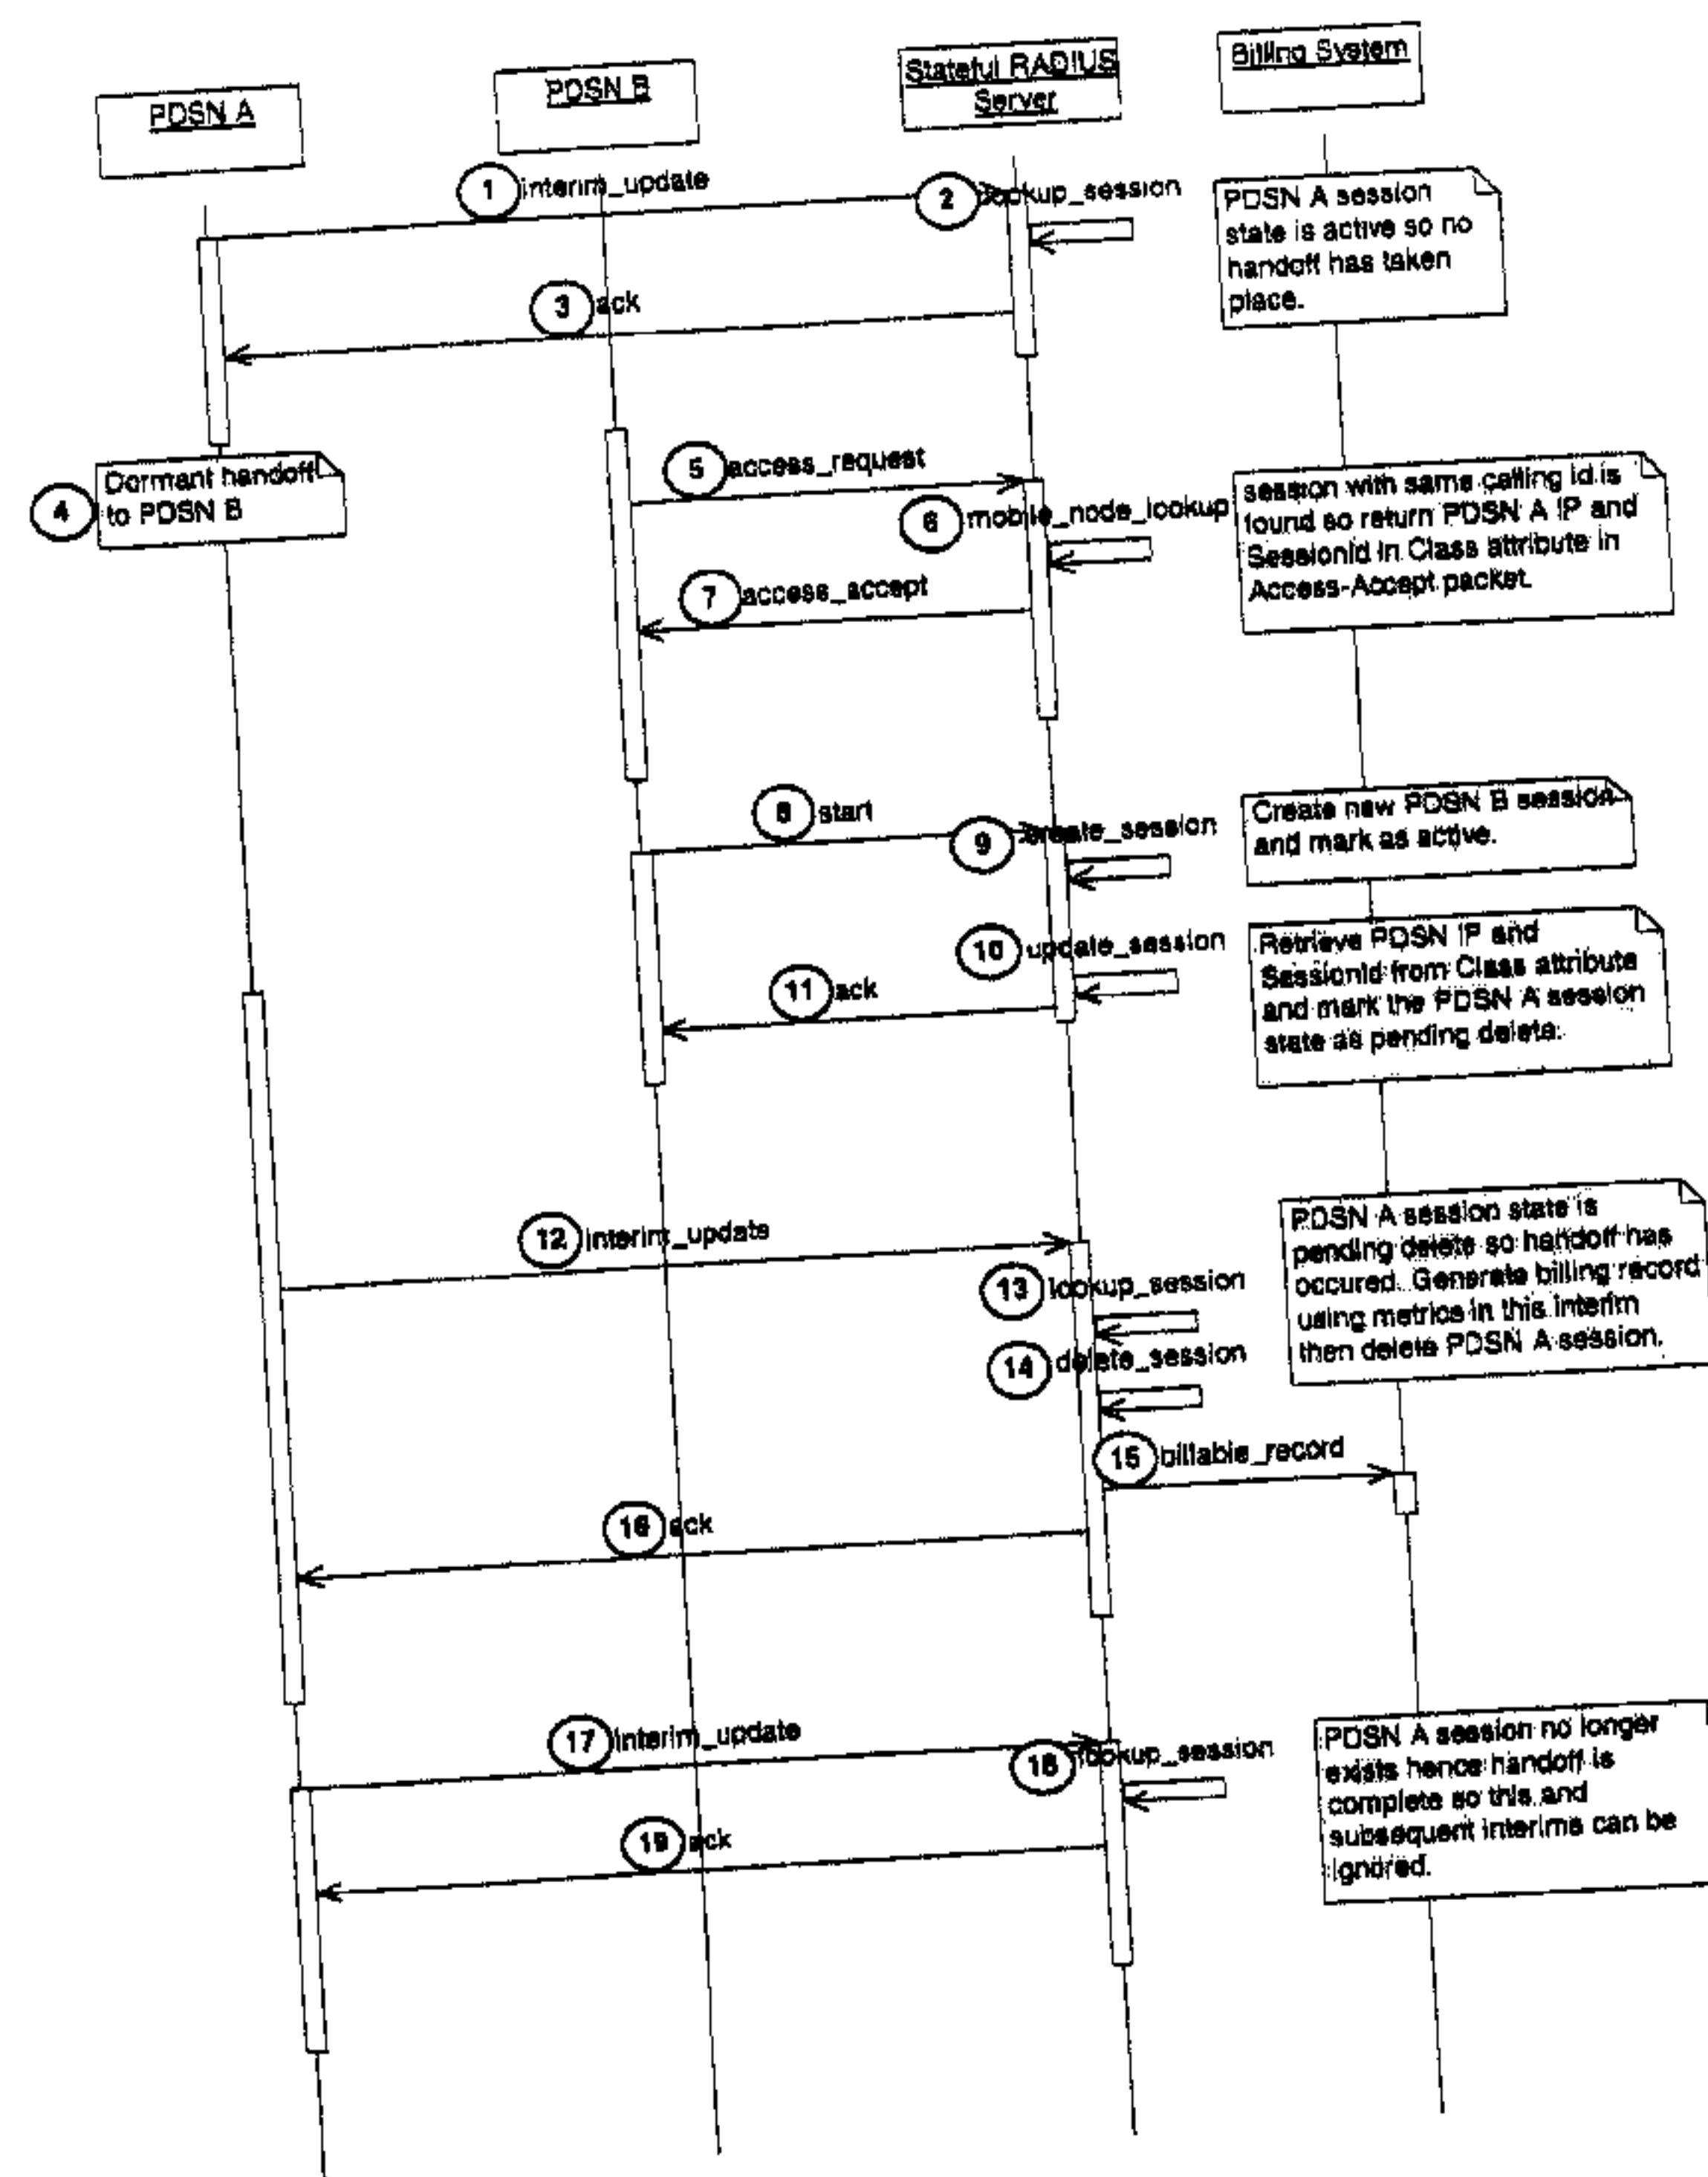 PDSN A
PDSN B
Stateful RADIUS
Server
Billing System
1 interim_update
2 lookup_session
PDSN A session
state is active so no
handoff has taken
place.
3 ack
4
Dormant handoff
to PDSN B
5 access_request
6 mobile_node_lookup
session with same calling id is
found so return PDSN A IP and
SessionId in Class attribute in
Access-Accept packet.
7 access_accept
8 start
9 create_session
Create new PDSN B session
and mark as active.
10 update_session
Retrieve PDSN IP and
SessionId from Class attribute
and mark the PDSN A session
state as pending delete.
11 ack
12 interim_update
13 lookup_session
PDSN A session state is
pending delete so handoff has
occured. Generate billing record
using metrics in this interim
then delete PDSN A session.
14 delete_session
15 billable_record
16 ack
17 interim_update
18 lookup_session
PDSN A session no longer
exists hence handoff is
complete so this and
subsequent interims can be
ignored.
19 ack